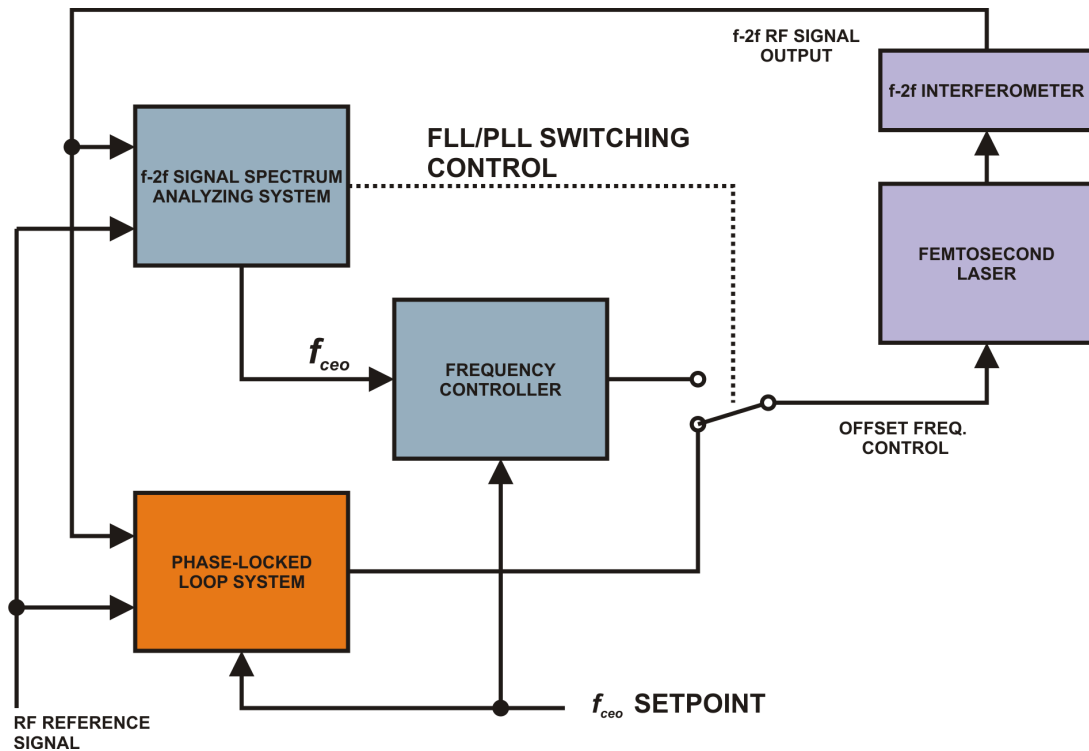 f-2f RF SIGNAL
OUTPUT
f-2f INTERFEROMETER
f-2f SIGNAL SPECTRUM
ANALYZING SYSTEM
FLL/PLL SWITCHING
CONTROL
FEMTOSECOND
LASER
fceo
FREQUENCY
CONTROLLER
OFFSET FREQ.
CONTROL
PHASE-LOCKED
LOOP SYSTEM
fceo SETPOINT
RF REFERENCE
SIGNAL